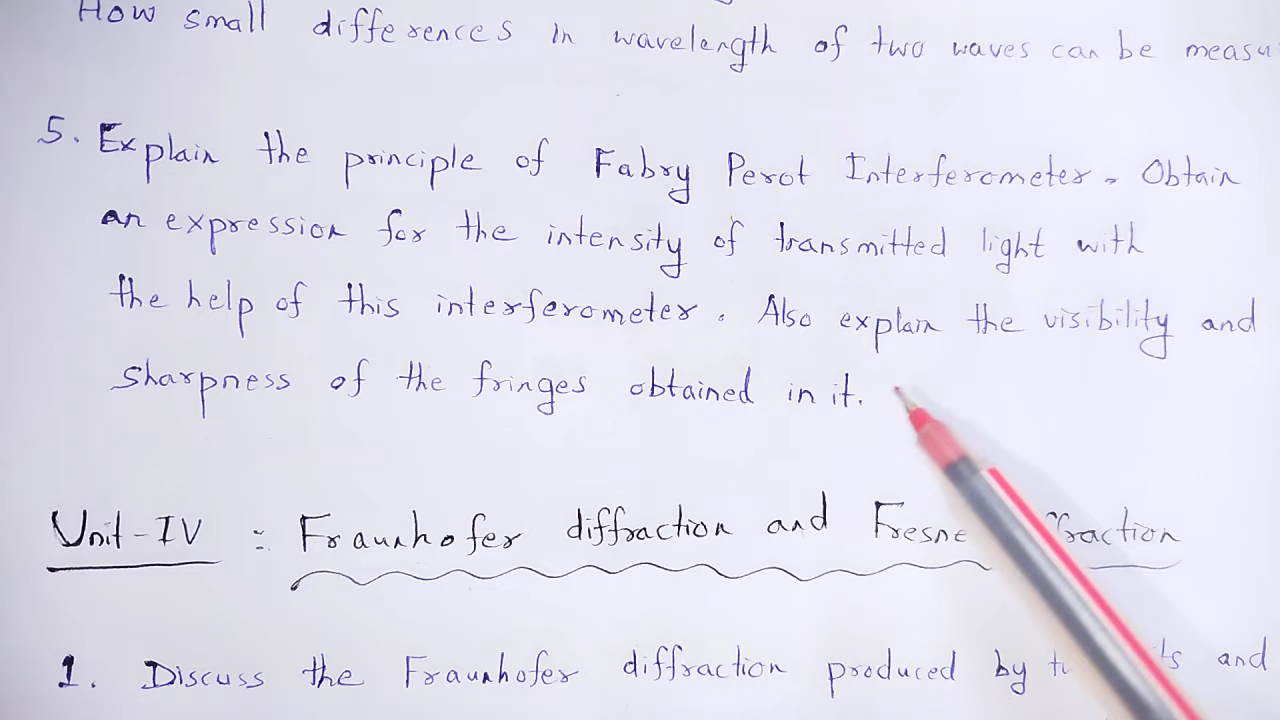 How small differences in wavelength of two waves can be
5. Explain the principle of Fabry Perot Interferometer. Obtain
an expression for the intensity of transmitted light with
the help of this interferometer. Also explain the visibility and
sharpness of the fringes obtained in it.
Unit-IV : Fraunhofer diffraction and
1. Discuss the Fraunhofer diffraction produced by and